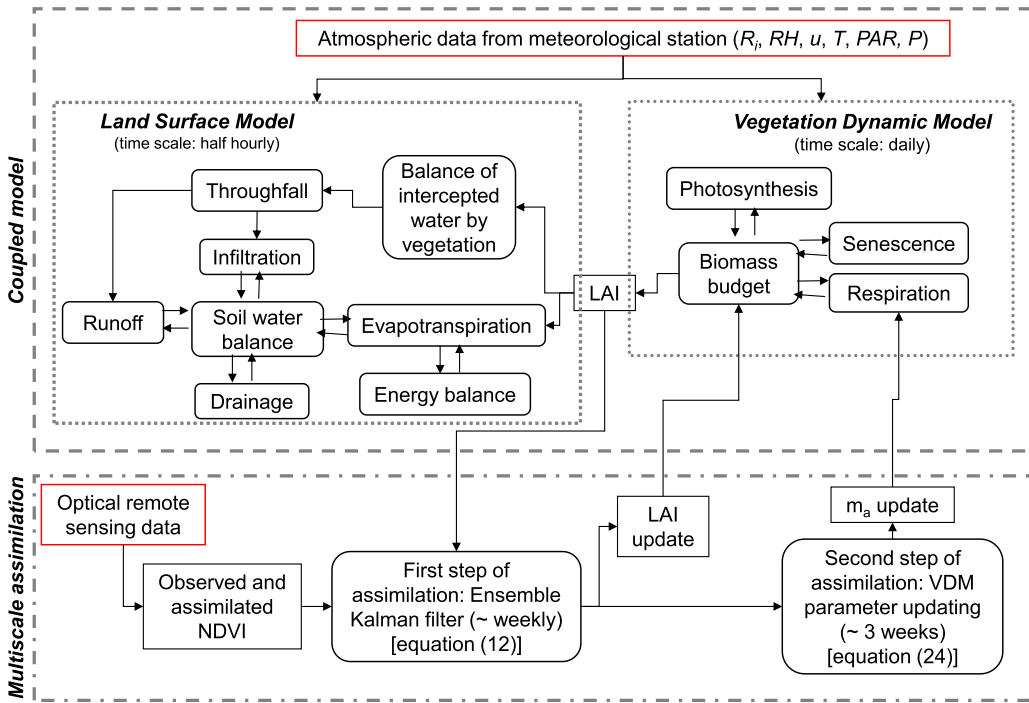 Atmospheric data from meteorological station (Ri, RH, u, T, PAR, P)
Coupled model
Land Surface Model
(time scale: half hourly)
Throughfall
Balance of
intercepted
water by
vegetation
Infiltration
Runoff
Soil water
balance
Evapotranspiration
Drainage
Energy balance
LAI
Vegetation Dynamic Model
(time scale: daily)
Photosynthesis
Biomass
budget
Senescence
Respiration
Multiscale assimilation
Optical remote
sensing data
Observed and
assimilated
NDVI
First step of
assimilation: Ensemble
Kalman filter (~ weekly)
[equation (12)]
LAI
update
ma update
Second step of
assimilation: VDM
parameter updating
(~ 3 weeks)
[equation (24)]